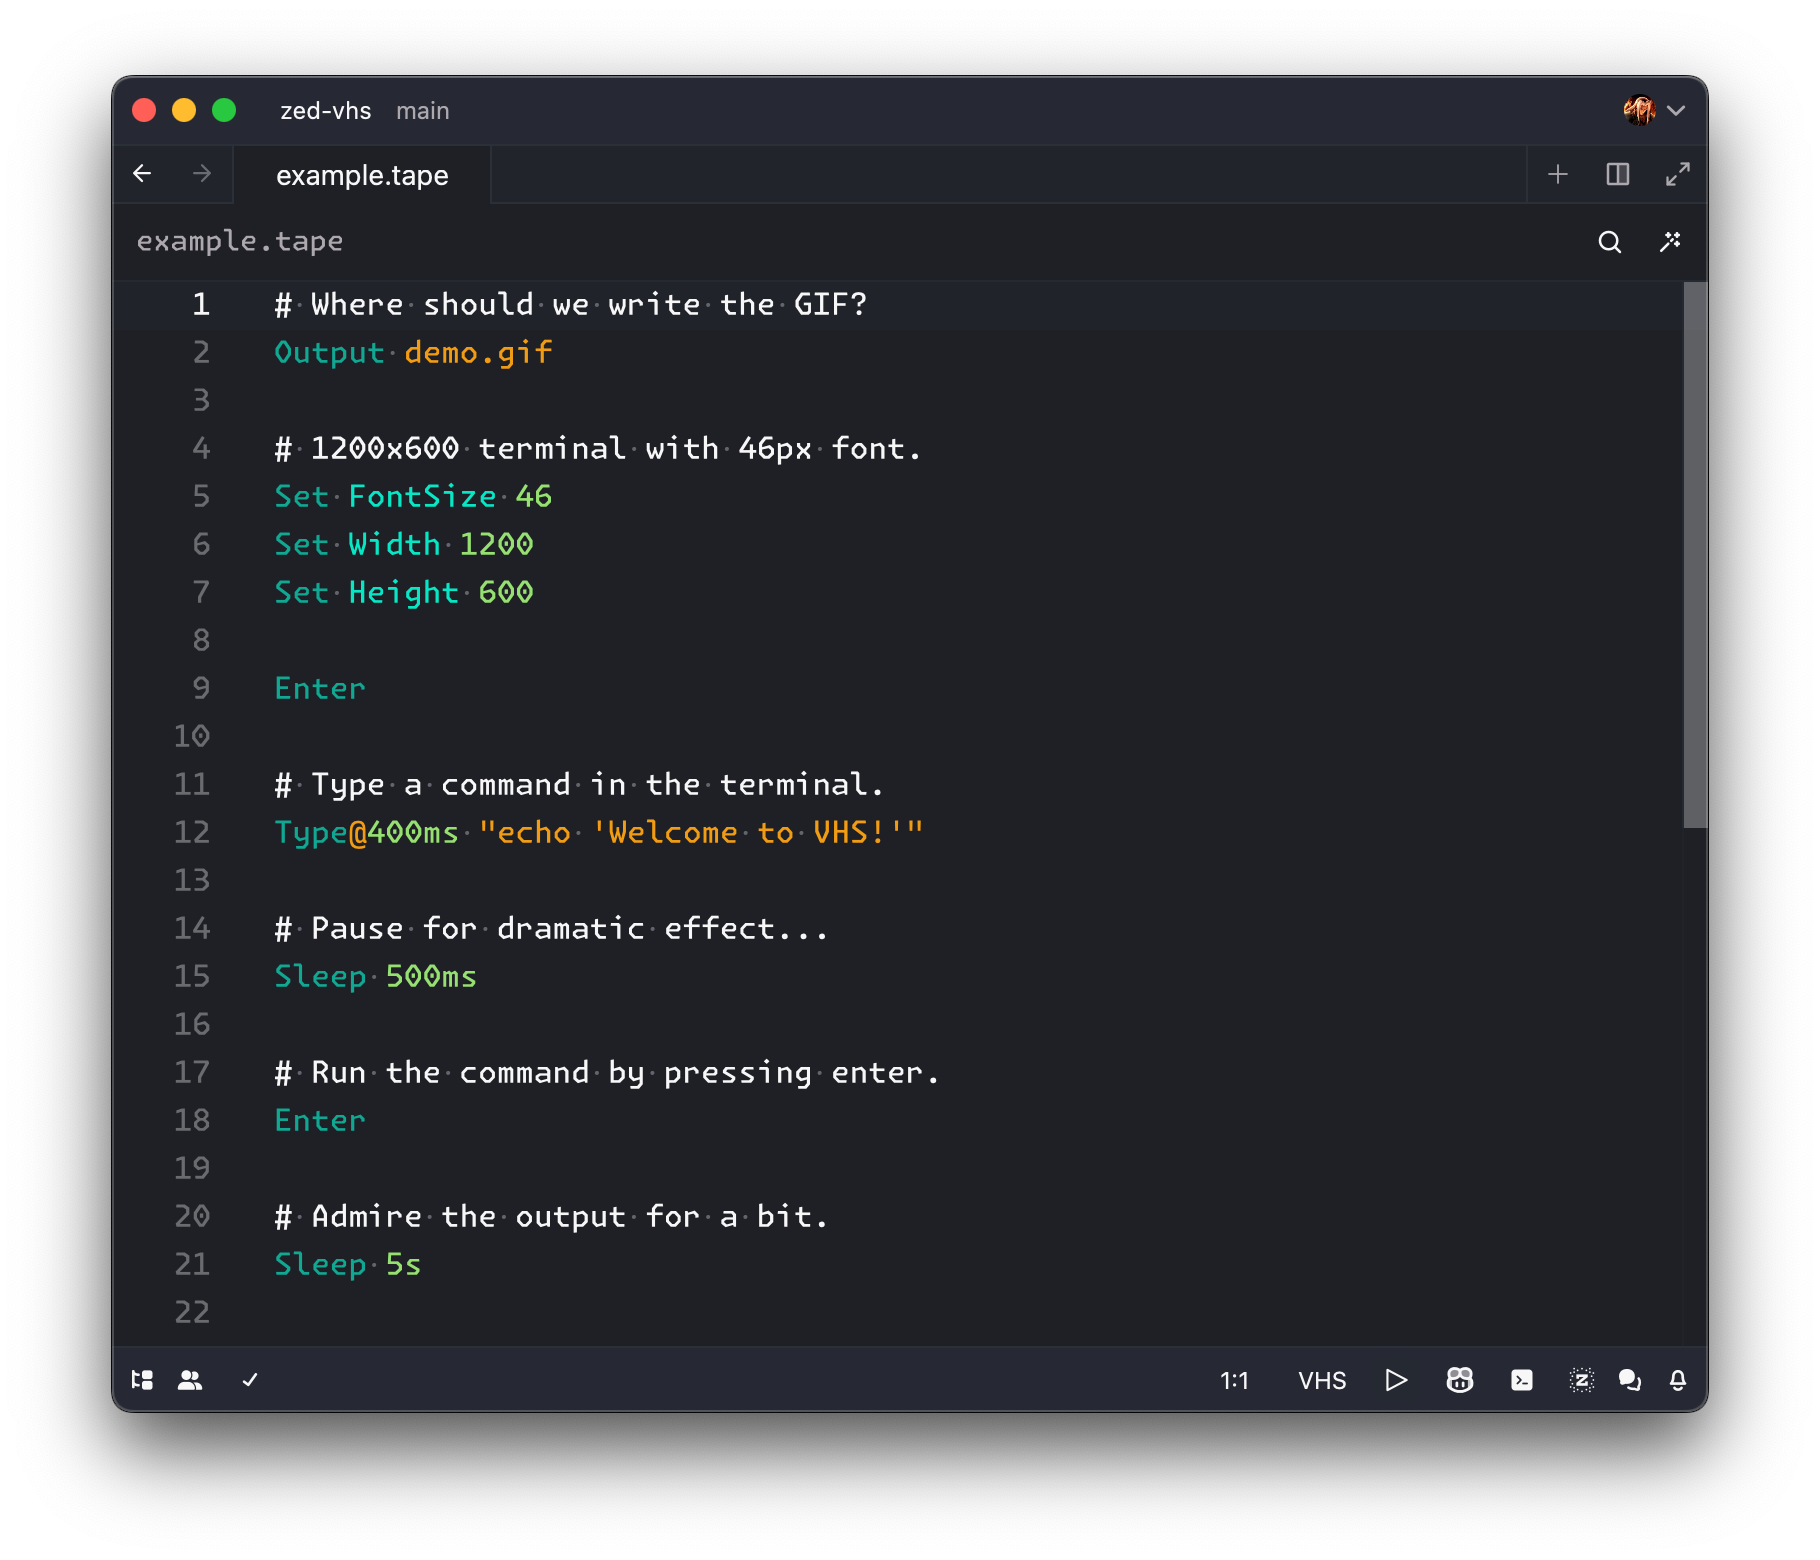 zed-vhs main
example.tape
example.tape
1 # Where should we write the GIF?
2 Output demo.gif
3
4 # 1200x600 terminal with 46px font.
5 Set FontSize 46
6 Set Width 1200
7 Set Height 600
8
9 Enter
10
11 # Type a command in the terminal.
12 Type@400ms "echo 'Welcome to VHS!'"
13
14 # Pause for dramatic effect...
15 Sleep 500ms
16
17 # Run the command by pressing enter.
18 Enter
19
20 # Admire the output for a bit.
21 Sleep 5s
22
1:1 VHS